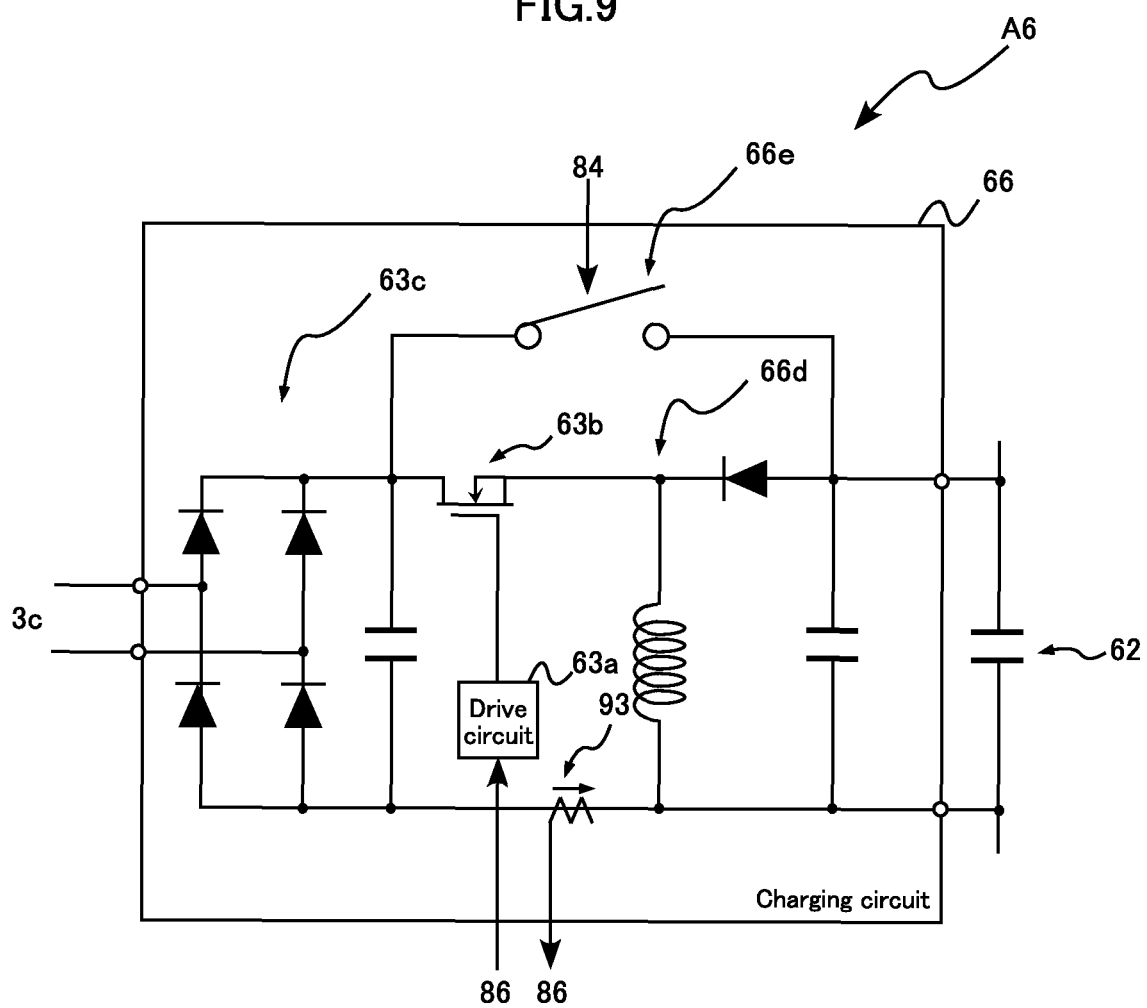 FIG.9
A6
84
66e
66
63c
66d
63b
3c
63a
62
Drive
circuit
93
Charging circuit
86
86